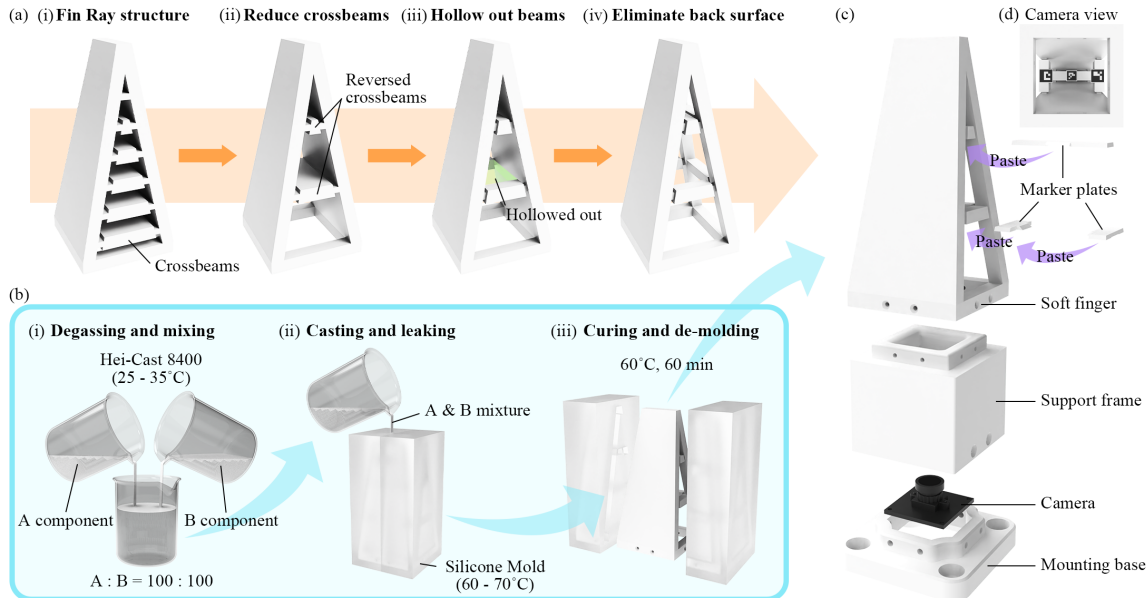 (a) (i) Fin Ray structure
(ii) Reduce crossbeams
(iii) Hollow out beams
(iv) Eliminate back surface
Reversed
crossbeams
Hollowed out
Crossbeams
(b)
(i) Degassing and mixing
Hei-Cast 8400
(25 - 35˚C)
A component
B component
A : B = 100 : 100
(ii) Casting and leaking
A & B mixture
Silicone Mold
(60 - 70˚C)
(iii) Curing and de-molding
60˚C, 60 min
(c)
(d) Camera view
Paste
Marker plates
Paste
Paste
Soft finger
Support frame
Camera
Mounting base